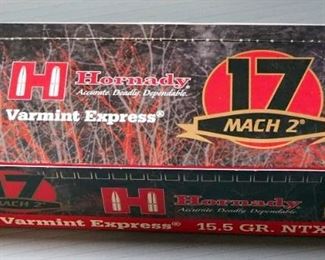 H Hornady
Accurate. Deadly. Dependable.
Varmint Express®
17
MACH 2®
17
MACH 2®
H Hornady
Accurate. Deadly. Dependable.
Varmint Express® 15.5 GR. NTX